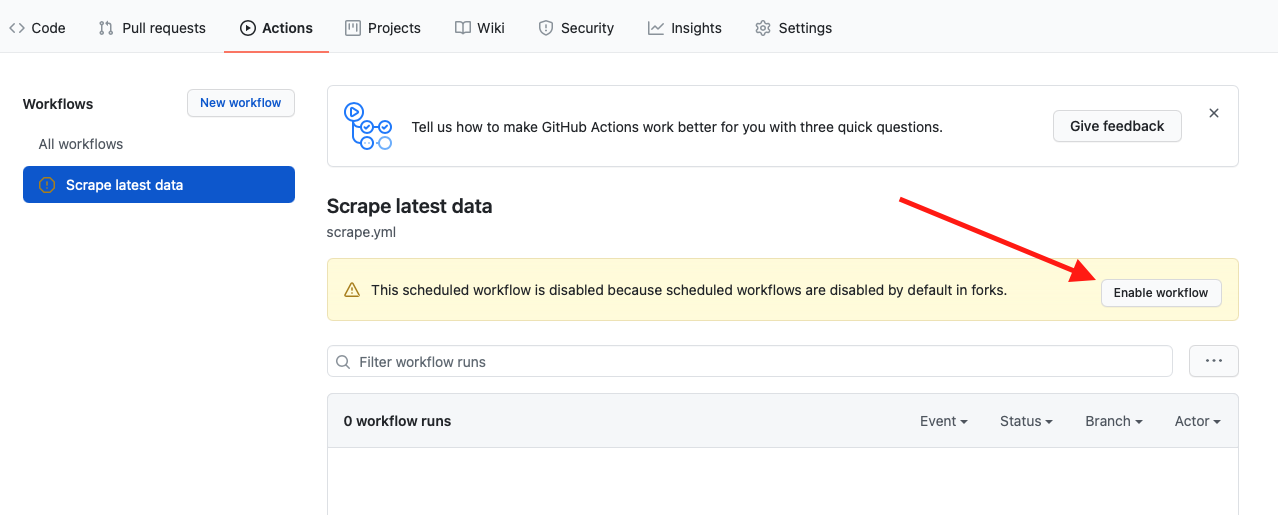 Code Pull requests Actions Projects Wiki Security Insights Settings
Workflows
New workflow
All workflows
Scrape latest data
Tell us how to make GitHub Actions work better for you with three quick questions.
Give feedback
Scrape latest data
scrape.yml
This scheduled workflow is disabled because scheduled workflows are disabled by default in forks.
Enable workflow
Filter workflow runs
0 workflow runs
Event Status Branch Actor